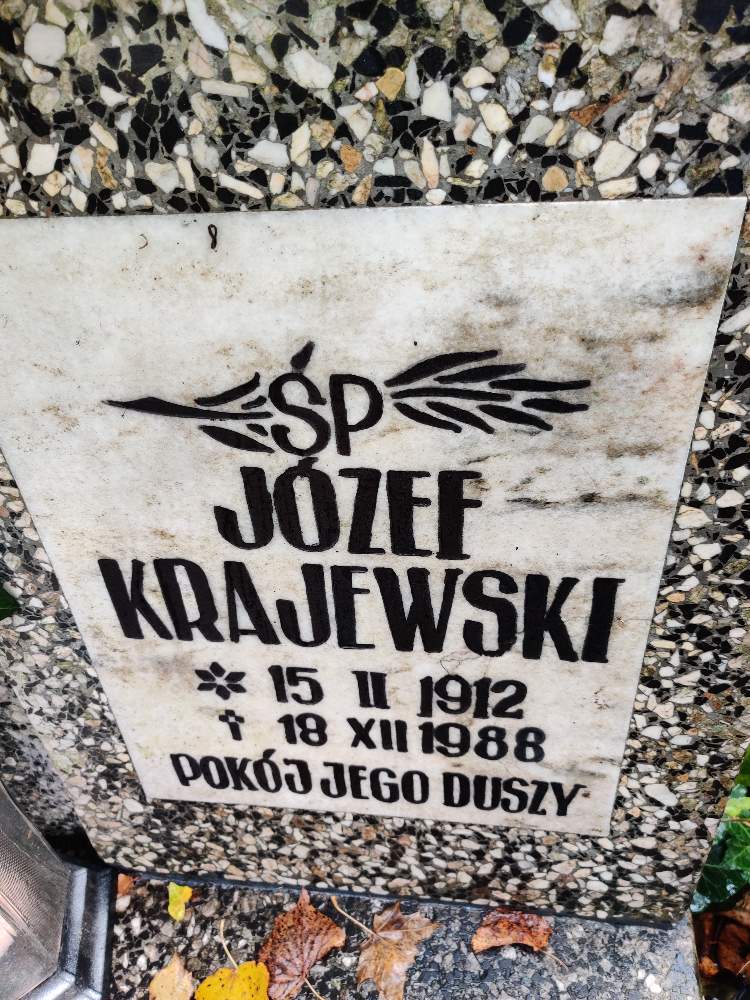 ŚP
JÓZEF
KRAJEWSKI
* 15 II 1912
† 18 XII 1988
POKÓJ JEGO DUSZY